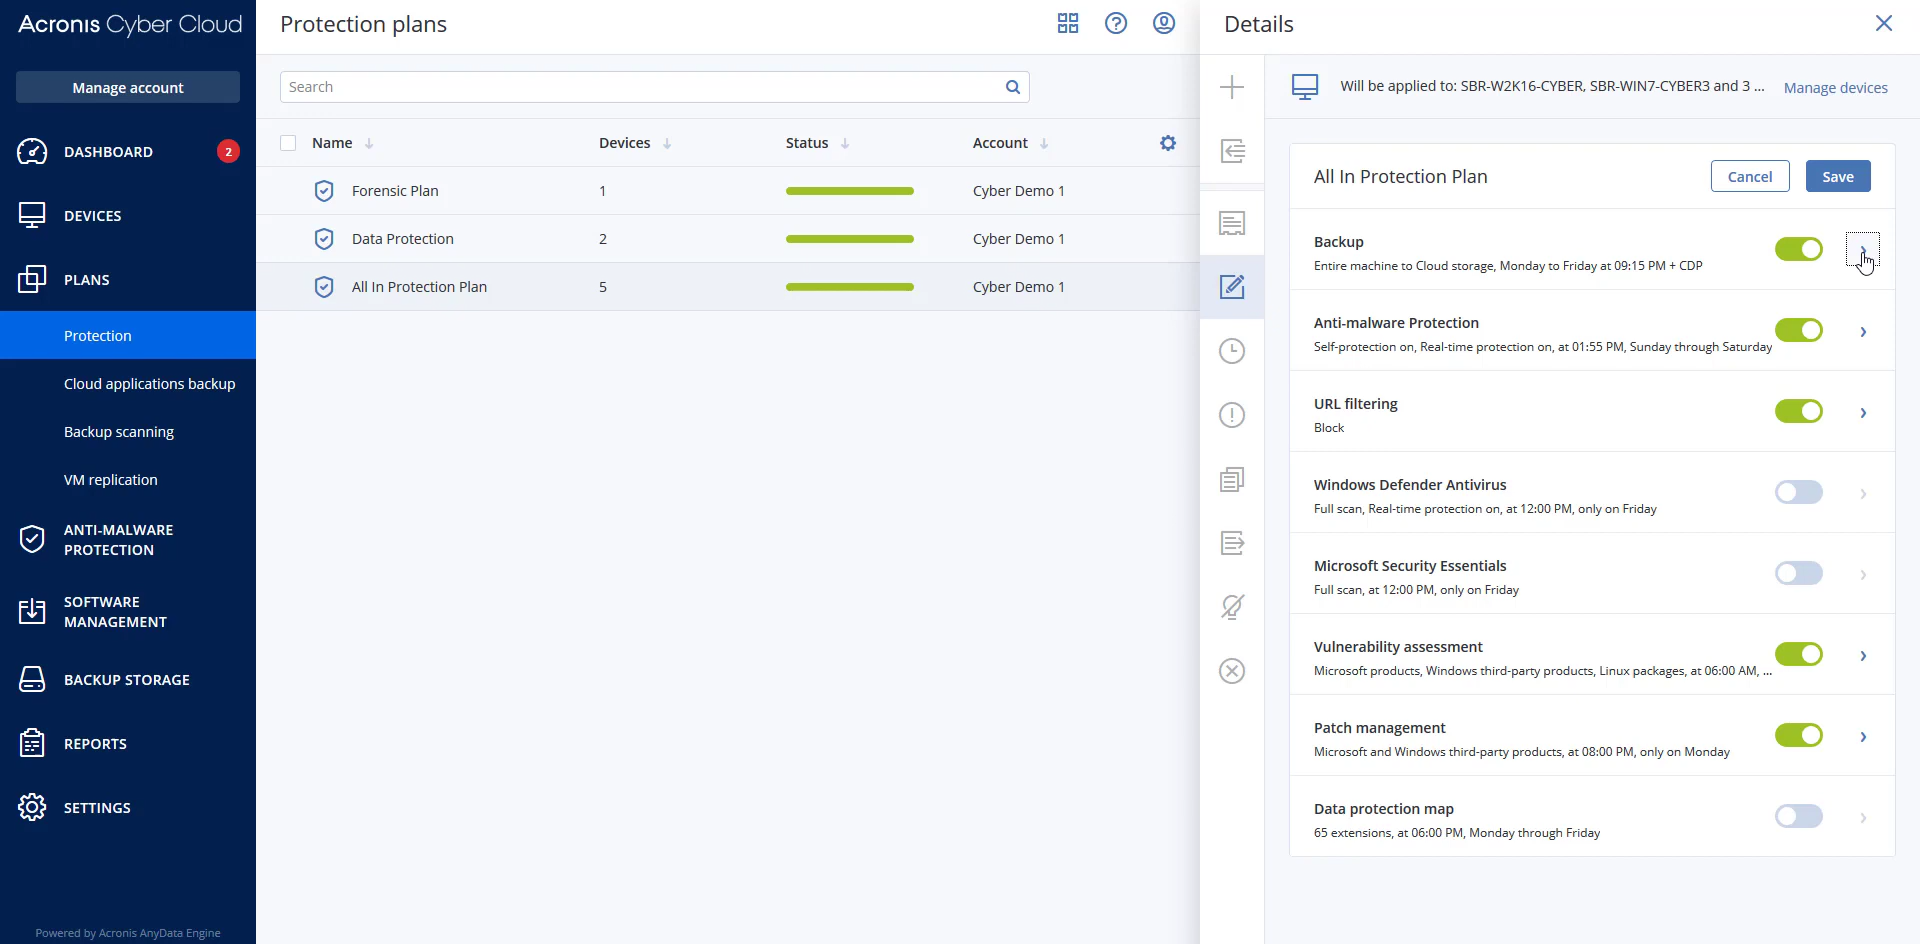 Acronis Cyber Cloud
Manage account
DASHBOARD
2
DEVICES
PLANS
Protection
Cloud applications backup
Backup scanning
VM replication
ANTI-MALWARE
PROTECTION
SOFTWARE
MANAGEMENT
BACKUP STORAGE
REPORTS
SETTINGS
Powered by Acronis AnyData Engine
Protection plans
Search
Name Devices Status Account
Forensic Plan 1 Cyber Demo 1
Data Protection 2 Cyber Demo 1
All In Protection Plan 5 Cyber Demo 1
Details
Will be applied to: SBR-W2K16-CYBER, SBR-WIN7-CYBER3 and 3 ... Manage devices
All In Protection Plan Cancel Save
Backup
Entire machine to Cloud storage, Monday to Friday at 09:15 PM + CDP
Anti-malware Protection
Self-protection on, Real-time protection on, at 01:55 PM, Sunday through Saturday
URL filtering
Block
Windows Defender Antivirus
Full scan, Real-time protection on, at 12:00 PM, only on Friday
Microsoft Security Essentials
Full scan, at 12:00 PM, only on Friday
Vulnerability assessment
Microsoft products, Windows third-party products, Linux packages, at 06:00 AM, ...
Patch management
Microsoft and Windows third-party products, at 08:00 PM, only on Monday
Data protection map
65 extensions, at 06:00 PM, Monday through Friday